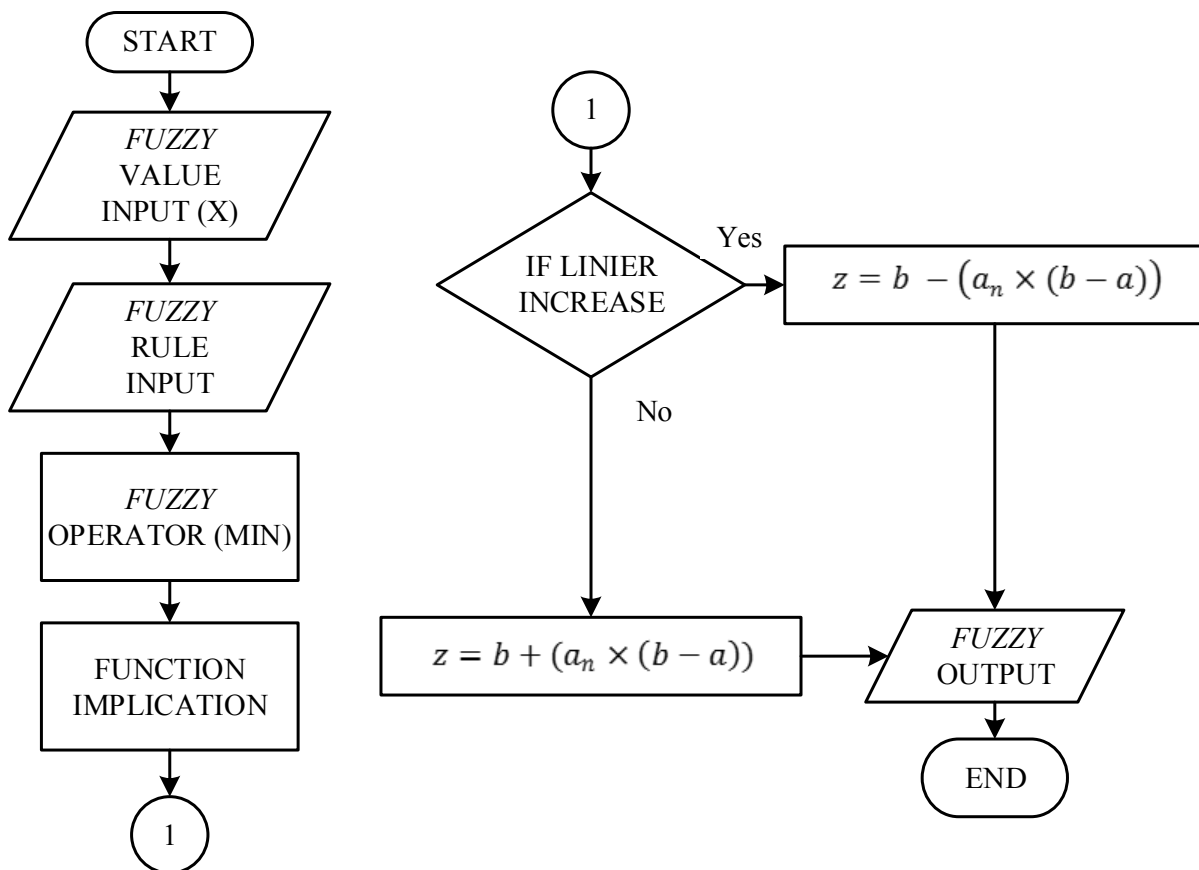 START
FUZZY
VALUE
INPUT (X)
FUZZY
RULE
INPUT
FUZZY
OPERATOR (MIN)
FUNCTION
IMPLICATION
1
1
IF LINIER
INCREASE
Yes
z = b − (aₙ × (b − a))
No
z = b + (aₙ × (b − a))
FUZZY
OUTPUT
END